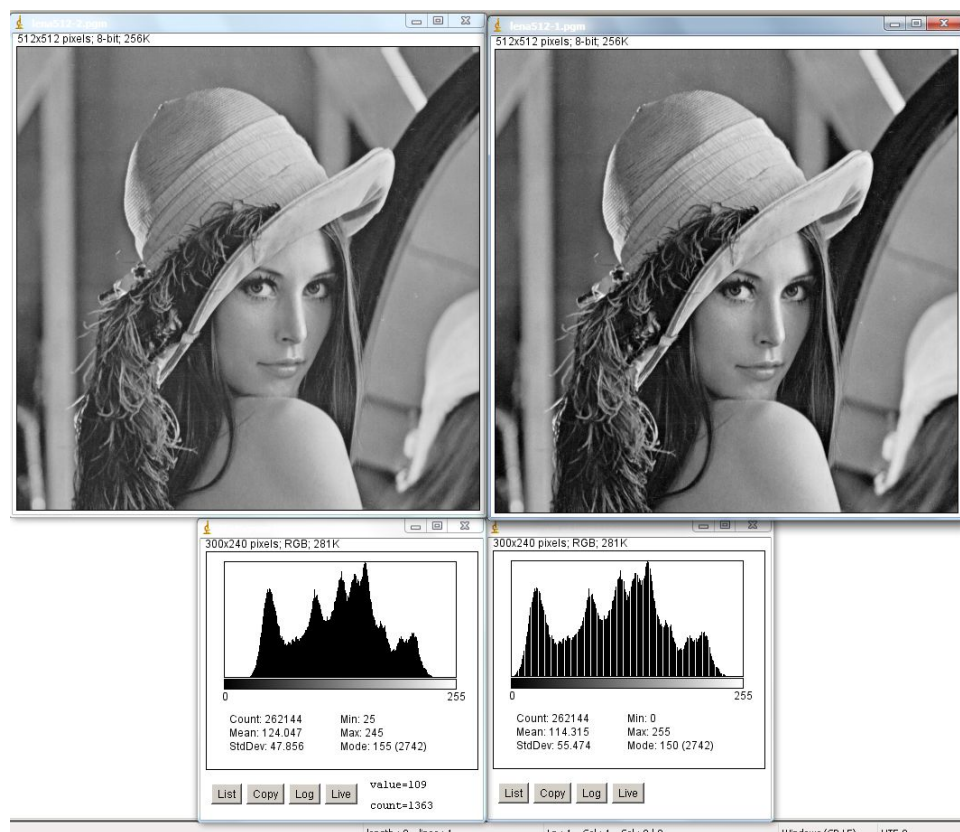 lena512-2.pgm
512x512 pixels; 8-bit; 256K
lena512-1.pgm
512x512 pixels; 8-bit; 256K
300x240 pixels; RGB; 281K
0
255
Count: 262144
Min: 25
Mean: 124.047
Max: 245
StdDev: 47.856
Mode: 155 (2742)
List
Copy
Log
Live
value=109
count=1363
300x240 pixels; RGB; 281K
0
255
Count: 262144
Min: 0
Mean: 114.315
Max: 255
StdDev: 55.474
Mode: 150 (2742)
List
Copy
Log
Live